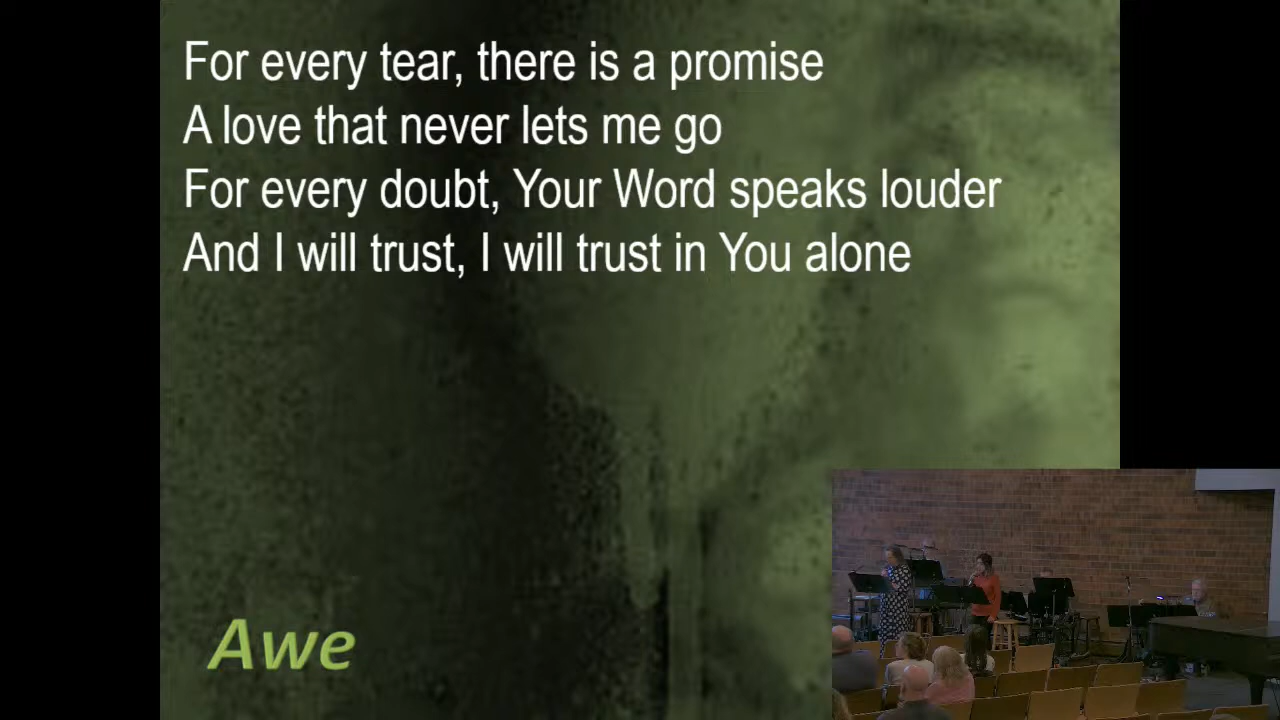 For every tear, there is a promise
A love that never lets me go
For every doubt, Your Word speaks louder
And I will trust, I will trust in You alone
Awe